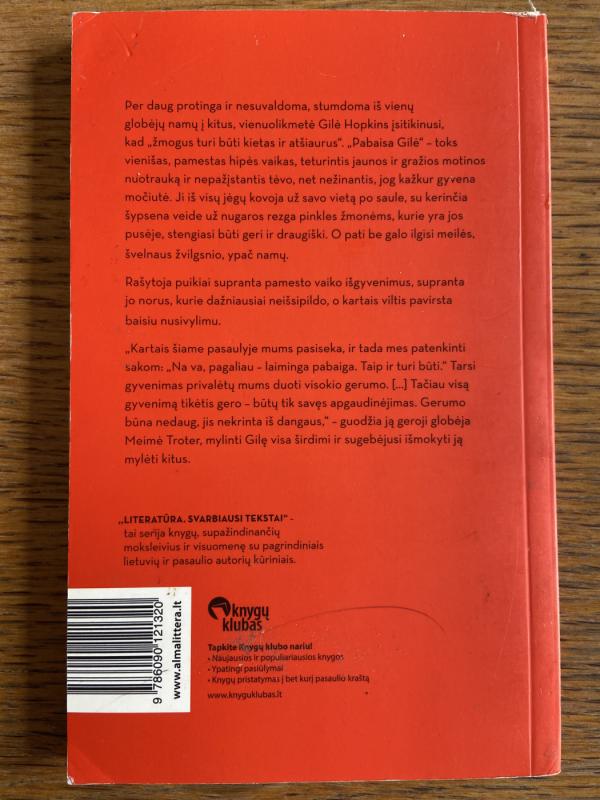 Per daug protinga ir nesuvaldoma, stumdoma iš vienų
globėjų namų į kitus, vienuolikmetė Gilė Hopkins įsitikinusi,
kad „žmogus turi būti kietas ir atšiaurus“. „Pabaisa Gilė“ – toks
vienišas, pamestas hipės vaikas, teturintis jaunos ir gražios motinos
nuotrauką ir nepažįstantis tėvo, net nežinantis, jog kažkur gyvena
močiutė. Ji iš visų jėgų kovoja už savo vietą po saule, su kerinčia
šypsena veide už nugaros rezga pinkles žmonėms, kurie yra jos
pusėje, stengiasi būti geri ir draugiški. O pati be galo ilgisi meilės,
švelnaus žvilgsnio, ypač namų.
Rašytoja puikiai supranta pamesto vaiko išgyvenimus, supranta
jo norus, kurie dažniausiai neišsipildo, o kartais viltis pavirsta
baisiu nusivylimu.
„Kartais šiame pasaulyje mums pasiseka, ir tada mes patenkinti
sakom: „Na va, pagaliau – laiminga pabaiga. Taip ir turi būti.“ Tarsi
gyvenimas privalėtų mums duoti visokio gerumo. [...] Tačiau visą
gyvenimą tikėtis gero – būtų tik savęs apgaudinėjimas. Gerumo
būna nedaug, jis nekrinta iš dangaus,“ – guodžia ją geroji globėja
Meimė Troter, mylinti Gilę visa širdimi ir sugebėjusi išmokyti ją
mylėti kitus.
„LITERATŪRA. SVARBIAUSI TEKSTAI“ –
tai serija knygų, supažindinančių
moksleivius ir visuomenę su pagrindiniais
lietuvių ir pasaulio autorių kūriniais.
knygų
klubas
Tapkite Knygų klubo nariu!
• Naujausios ir populiariausios knygos
• Ypatingi pasiūlymai
• Knygų pristatymas į bet kurį pasaulio kraštą
www.knyguklubas.lt
9 786090 121320
www.almalittera.lt